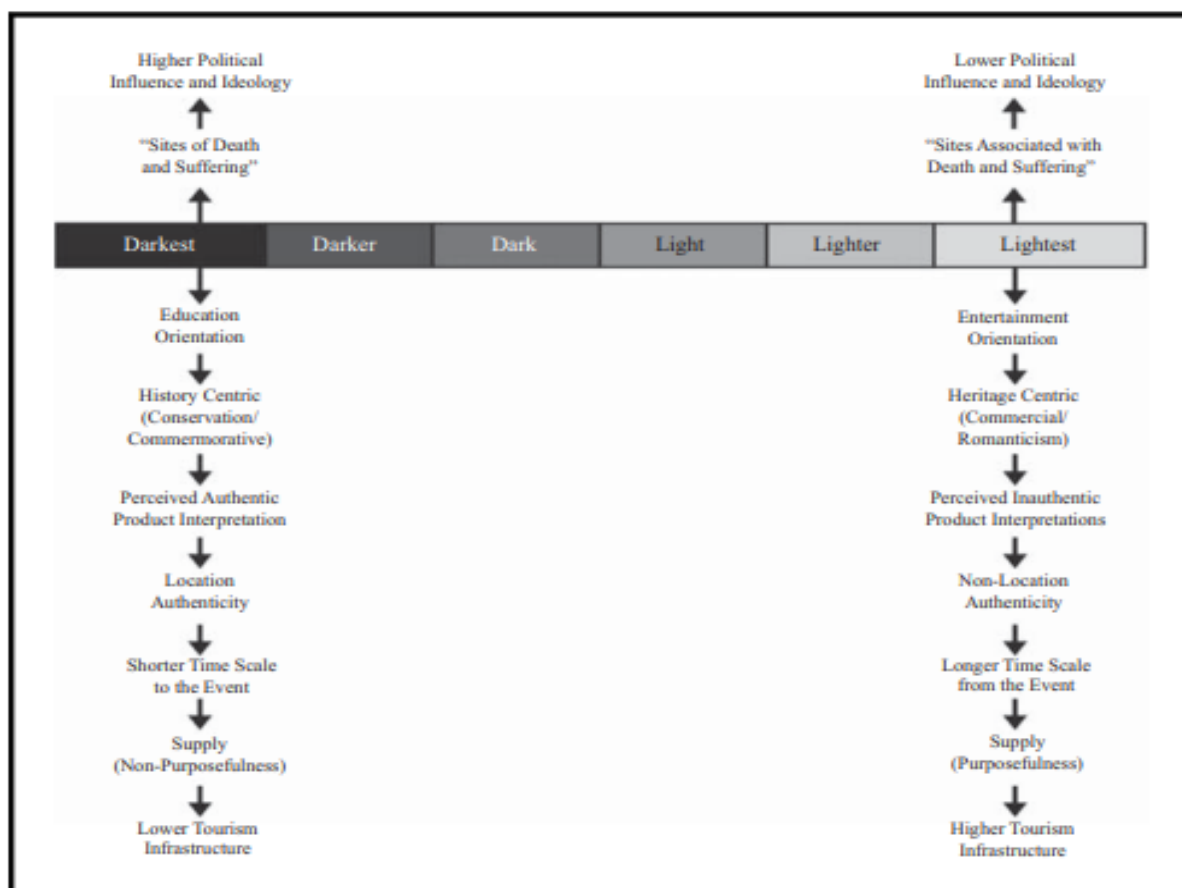 Higher Political
Influence and Ideology
Lower Political
Influence and Ideology
“Sites of Death
and Suffering”
“Sites Associated with
Death and Suffering”
Darkest
Darker
Dark
Light
Lighter
Lightest
Education
Orientation
Entertainment
Orientation
History Centric
(Conservation/
Commermorative)
Heritage Centric
(Commercial/
Romanticism)
Perceived Authentic
Product Interpretation
Perceived Inauthentic
Product Interpretations
Location
Authenticity
Non-Location
Authenticity
Shorter Time Scale
to the Event
Longer Time Scale
from the Event
Supply
(Non-Purposefulness)
Supply
(Purposefulness)
Lower Tourism
Infrastructure
Higher Tourism
Infrastructure